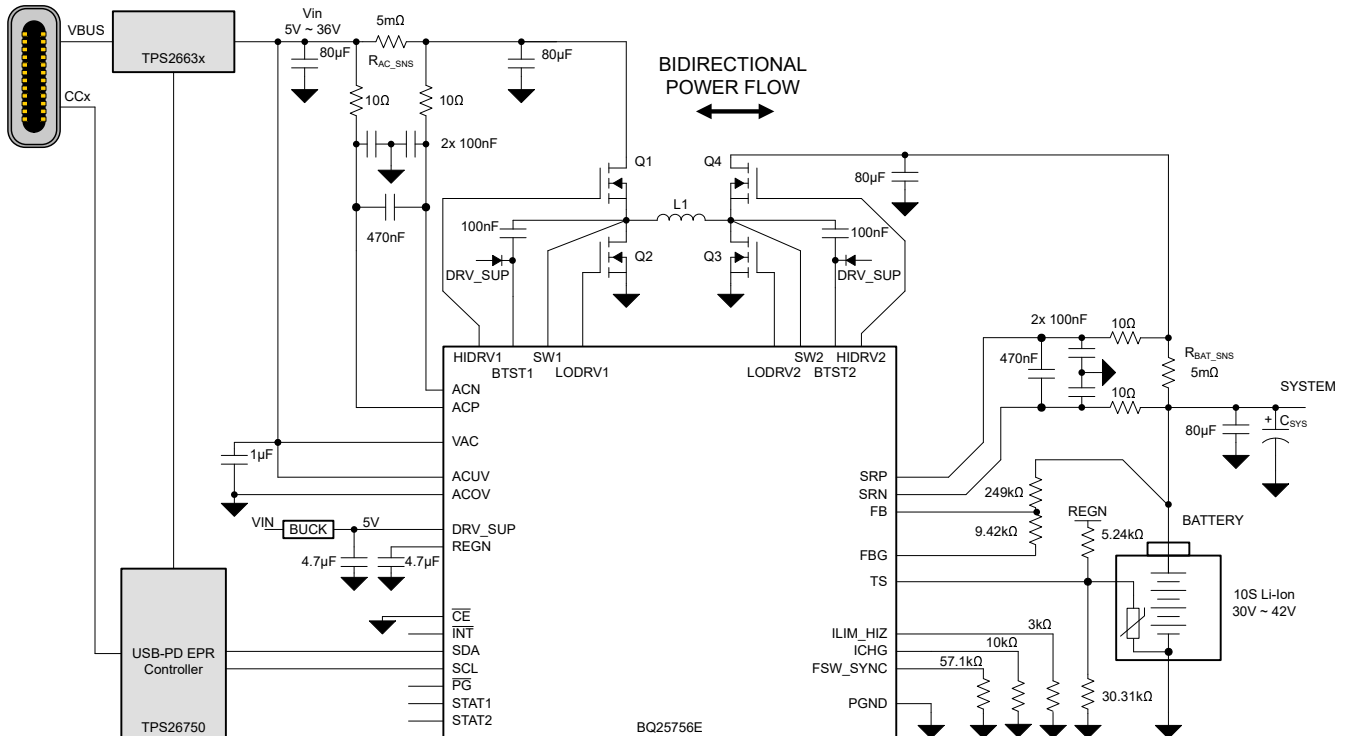 VBUS
CCx
TPS2663x
Vin
5V ~ 36V
80µF
5mΩ
RAC_SNS
80µF
10Ω
10Ω
2x 100nF
470nF
BIDIRECTIONAL
POWER FLOW
Q1
Q4
80µF
L1
100nF
100nF
Q2
Q3
DRV_SUP
DRV_SUP
HIDRV1
BTST1
SW1
LODRV1
LODRV2
SW2
BTST2
HIDRV2
2x 100nF
10Ω
470nF
10Ω
RBAT_SNS
5mΩ
SYSTEM
80µF
+
CSYS
ACN
ACP
VAC
1µF
ACUV
ACOV
VIN
BUCK
5V
DRV_SUP
REGN
4.7µF
4.7µF
CE
INT
SDA
SCL
PG
STAT1
STAT2
USB-PD EPR
Controller
TPS26750
BQ25756E
SRP
SRN
FB
FBG
TS
ILIM_HIZ
ICHG
FSW_SYNC
PGND
249kΩ
9.42kΩ
REGN
5.24kΩ
BATTERY
10S Li-Ion
30V ~ 42V
3kΩ
10kΩ
57.1kΩ
30.31kΩ